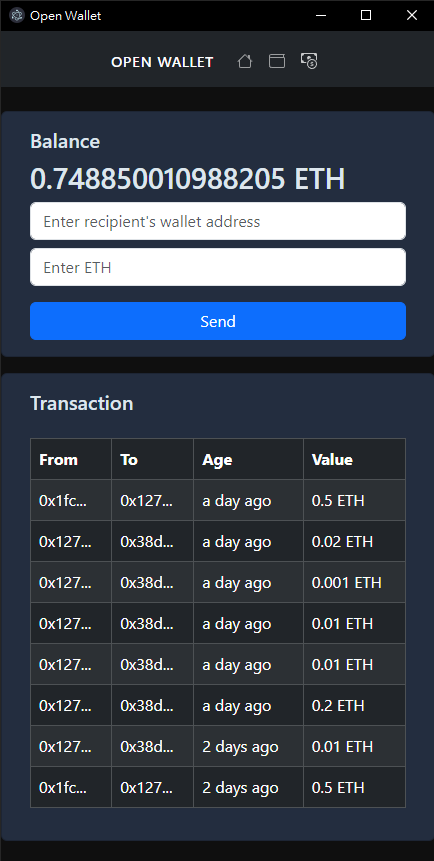 Open Wallet
OPEN WALLET
Balance
0.748850010988205 ETH
Enter recipient's wallet address
Enter ETH
Send
Transaction
From To Age Value
0x1fc... 0x127... a day ago 0.5 ETH
0x127... 0x38d... a day ago 0.02 ETH
0x127... 0x38d... a day ago 0.001 ETH
0x127... 0x38d... a day ago 0.01 ETH
0x127... 0x38d... a day ago 0.01 ETH
0x127... 0x38d... a day ago 0.2 ETH
0x127... 0x38d... 2 days ago 0.01 ETH
0x1fc... 0x127... 2 days ago 0.5 ETH